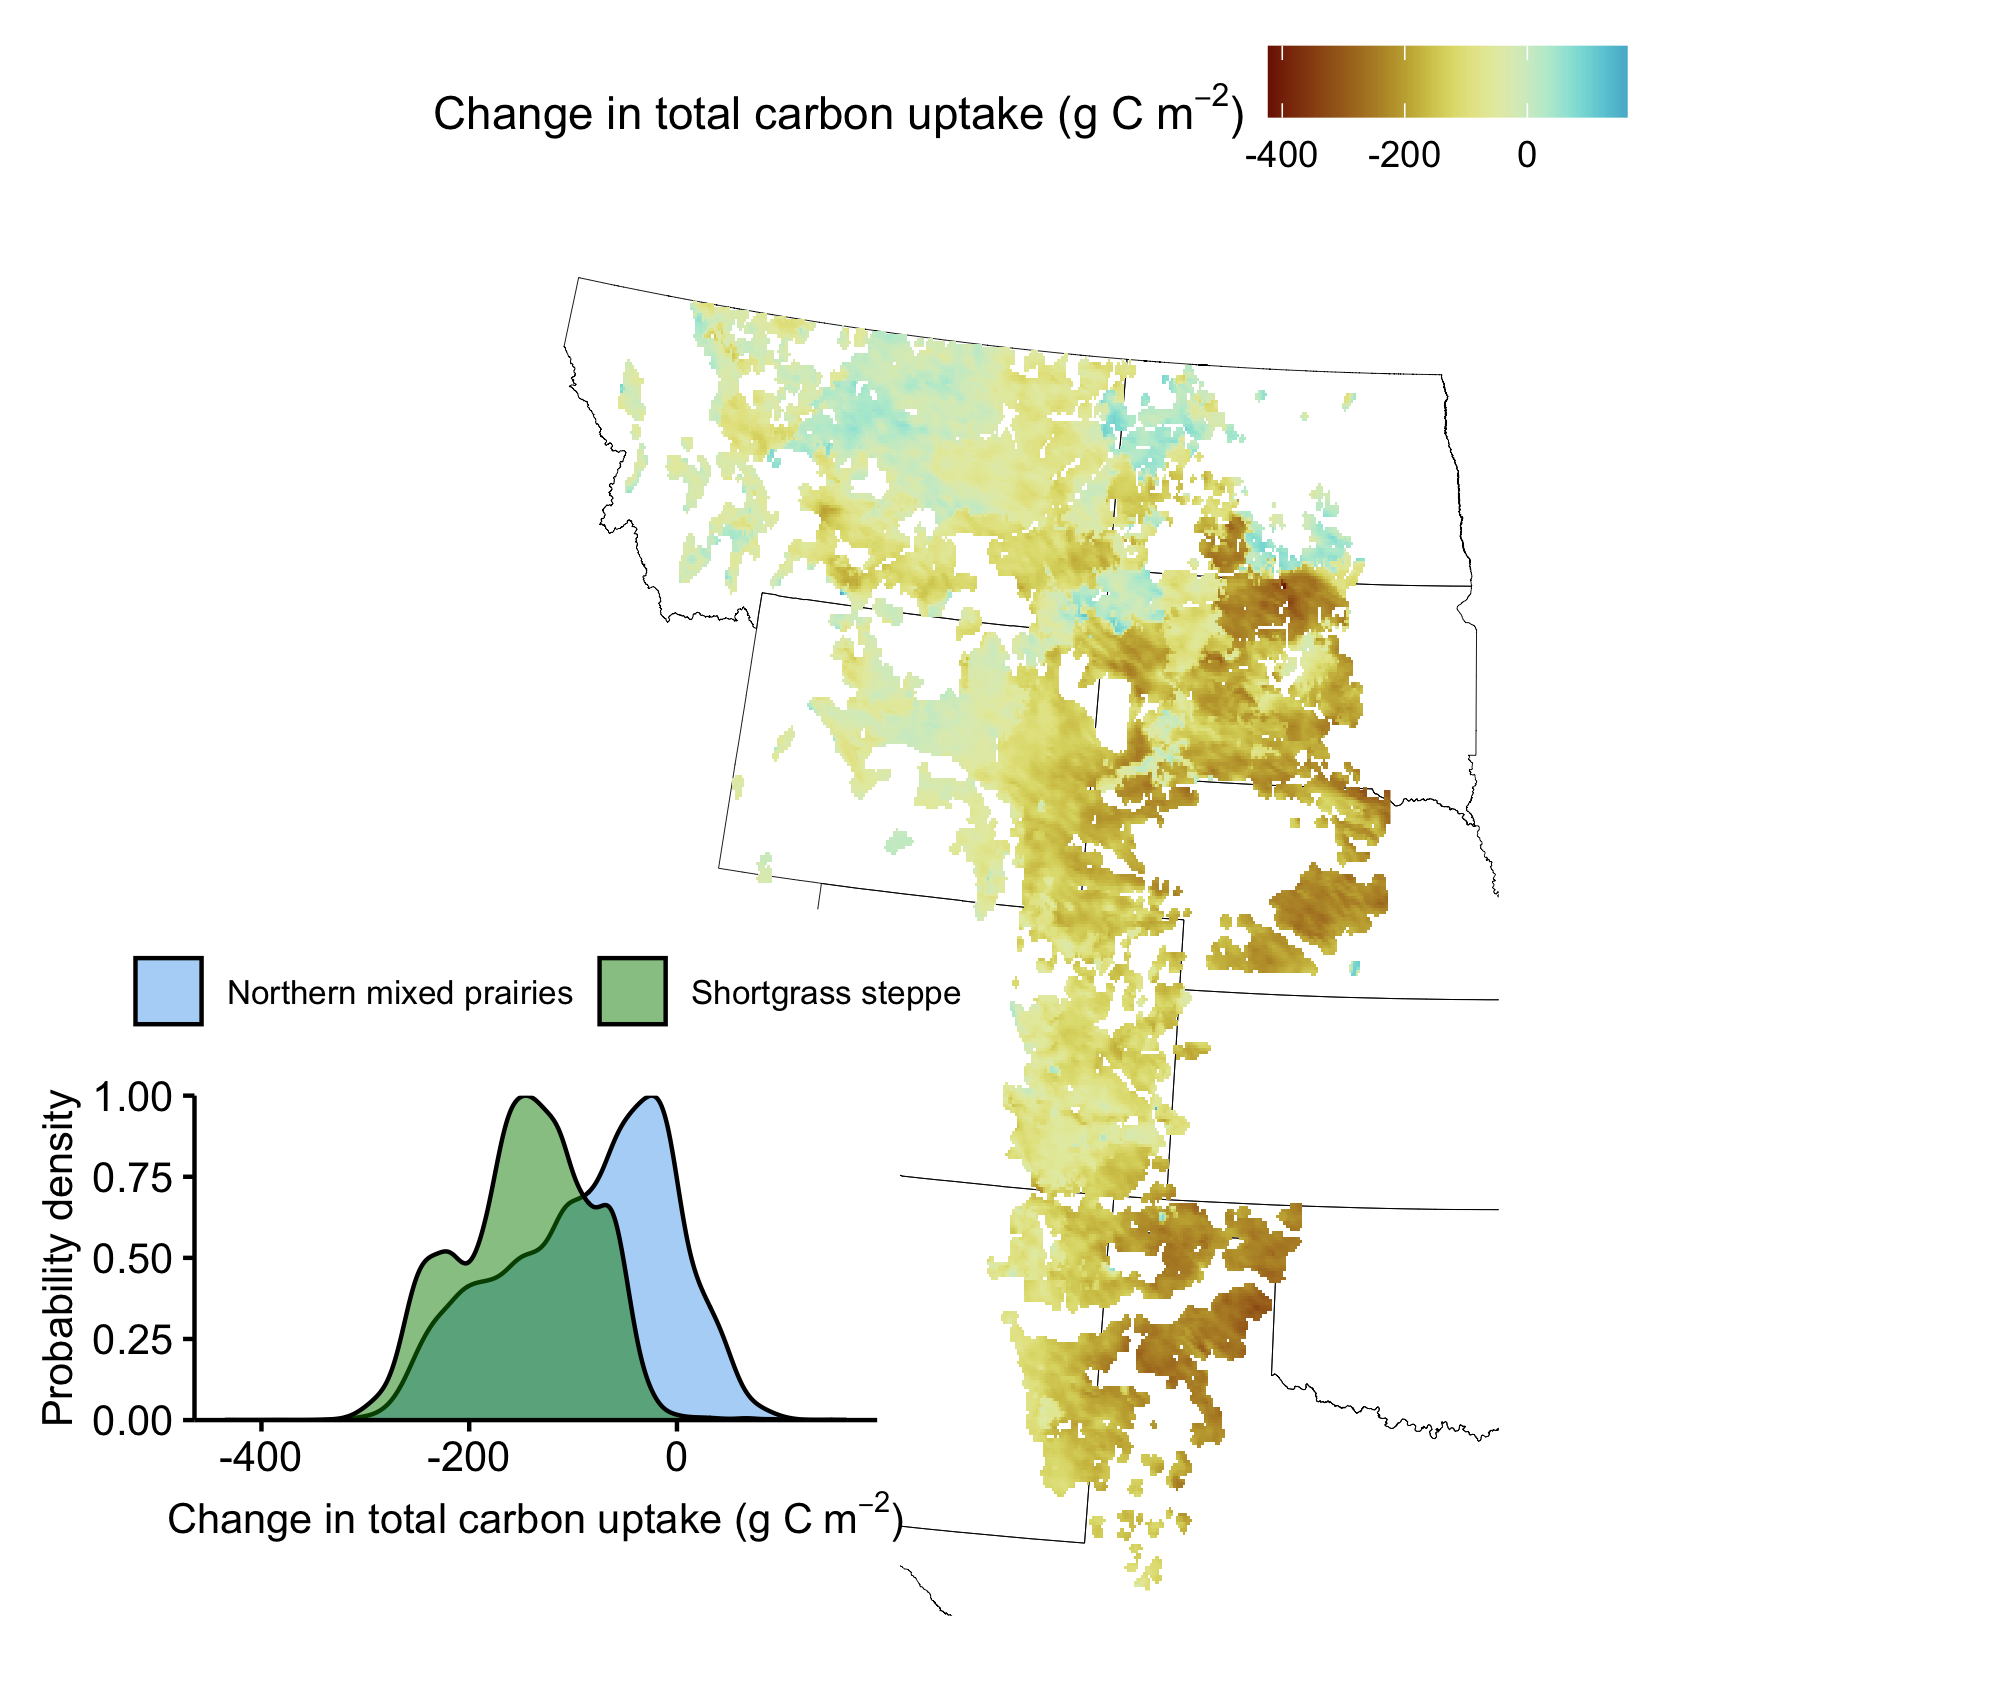 Change in total carbon uptake (g C m−2)
-400 -200 0
Northern mixed prairies Shortgrass steppe
Probability density
1.00
0.75
0.50
0.25
0.00
-400 -200 0
Change in total carbon uptake (g C m−2)